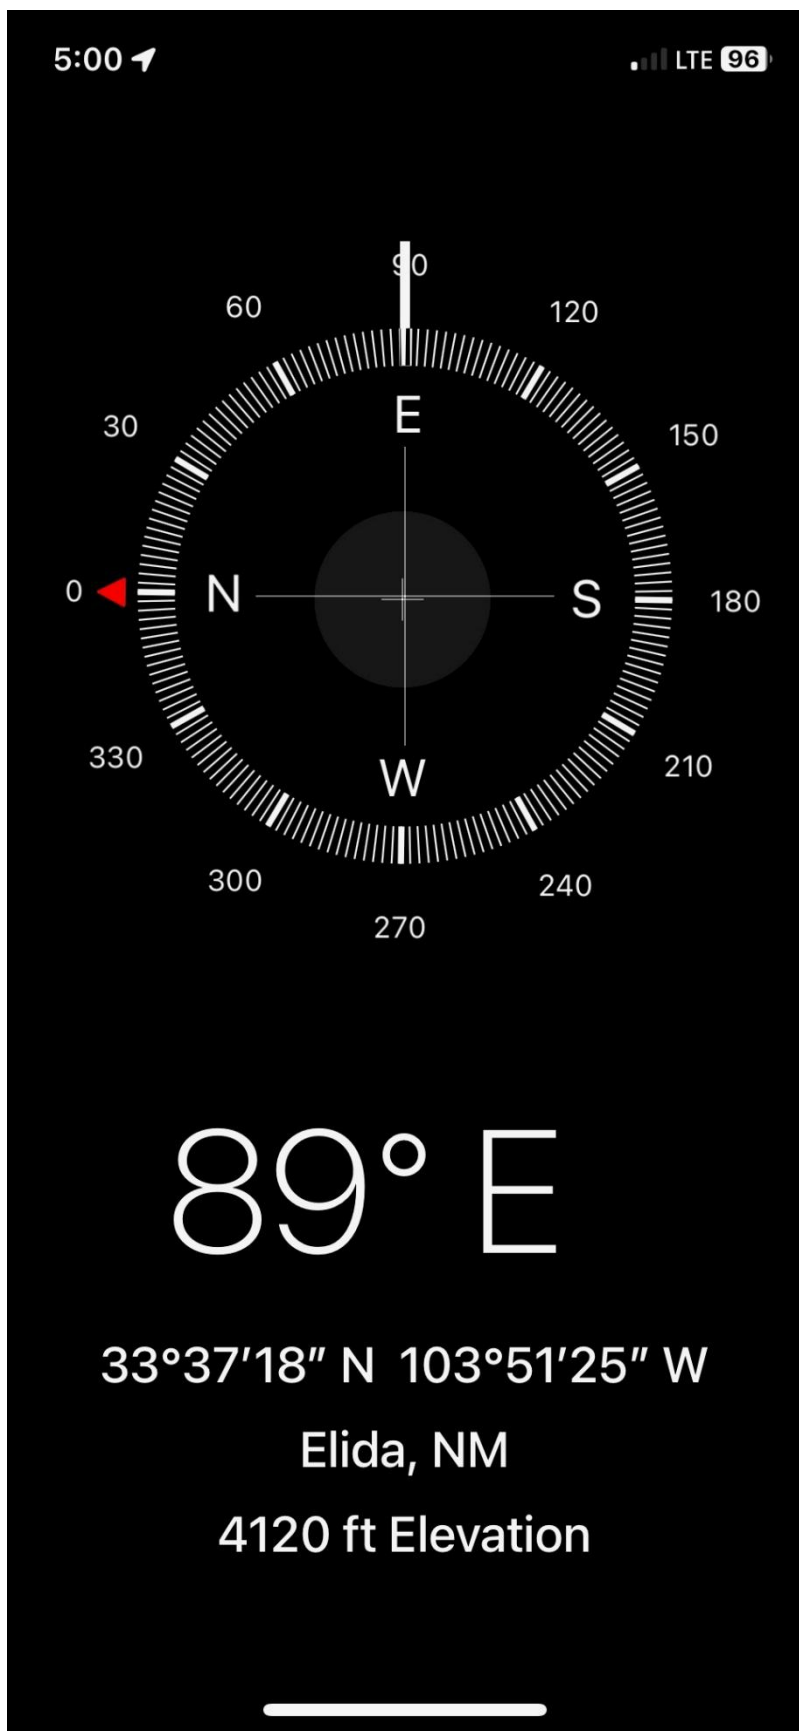 5:00 LTE 96
90
60 120
30 150
E
0 N S 180
W
330 210
300 240
270
89° E
33°37′18″ N 103°51′25″ W
Elida, NM
4120 ft Elevation